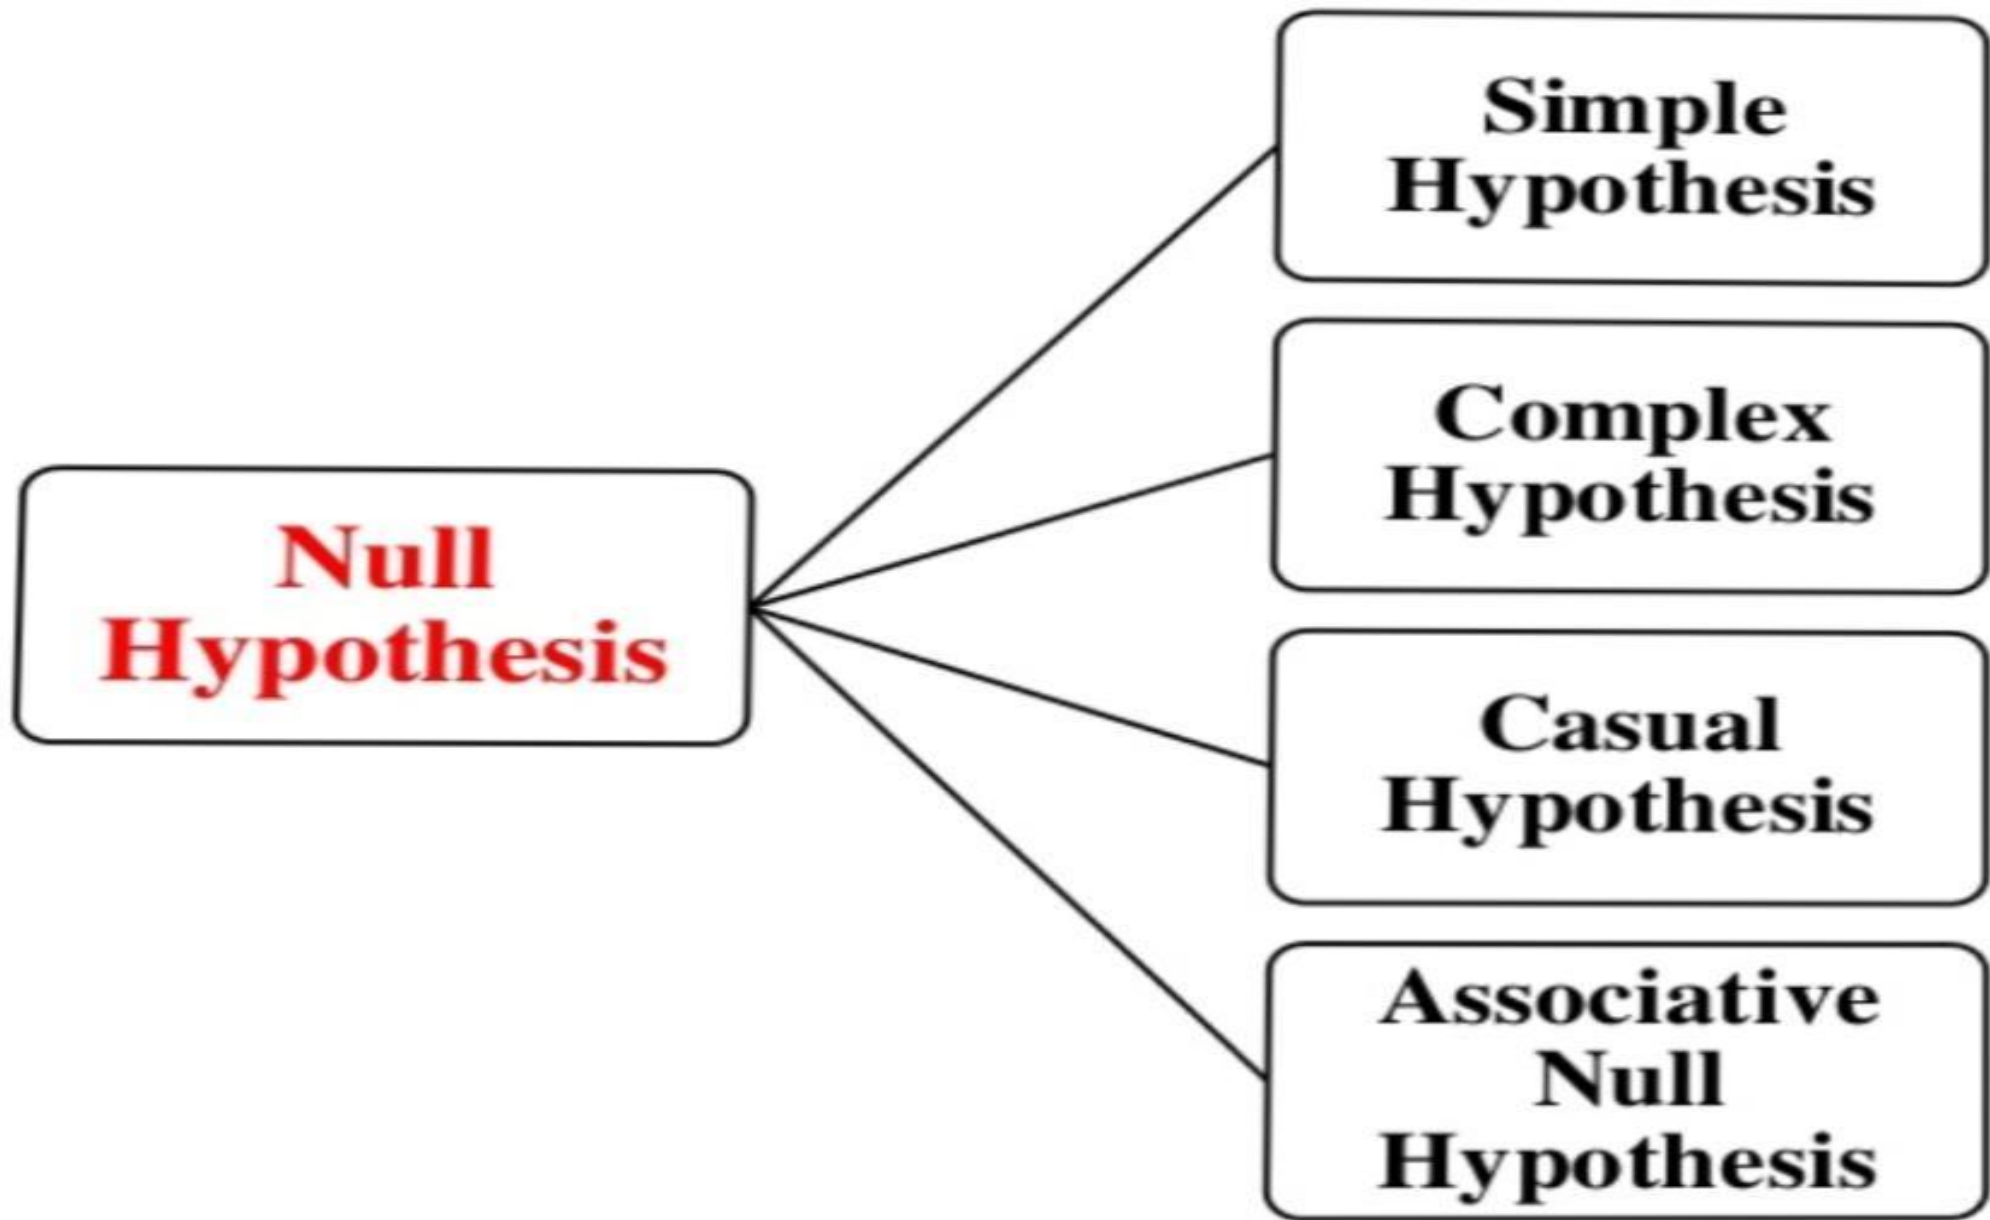 Null
Hypothesis
Simple
Hypothesis
Complex
Hypothesis
Casual
Hypothesis
Associative
Null
Hypothesis